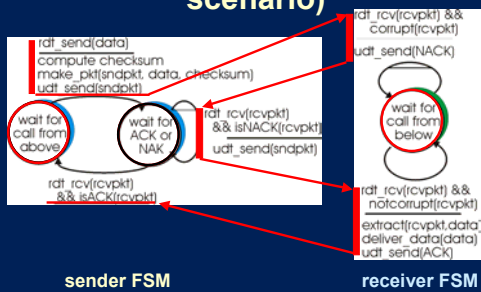 scenario)
rdt_send(data)
compute checksum
make_pkt(sndpkt, data, checksum)
udt_send(sndpkt)
wait for
call from
above
wait for
ACK or
NAK
rdt_rcv(rcvpkt)
&& isNACK(rcvpkt)
udt_send(sndpkt)
rdt_rcv(rcvpkt)
&& isACK(rcvpkt)
sender FSM
rdt_rcv(rcvpkt) &&
corrupt(rcvpkt)
udt_send(NACK)
wait for
call from
below
rdt_rcv(rcvpkt) &&
notcorrupt(rcvpkt)
extract(rcvpkt,data)
deliver_data(data)
udt_send(ACK)
receiver FSM